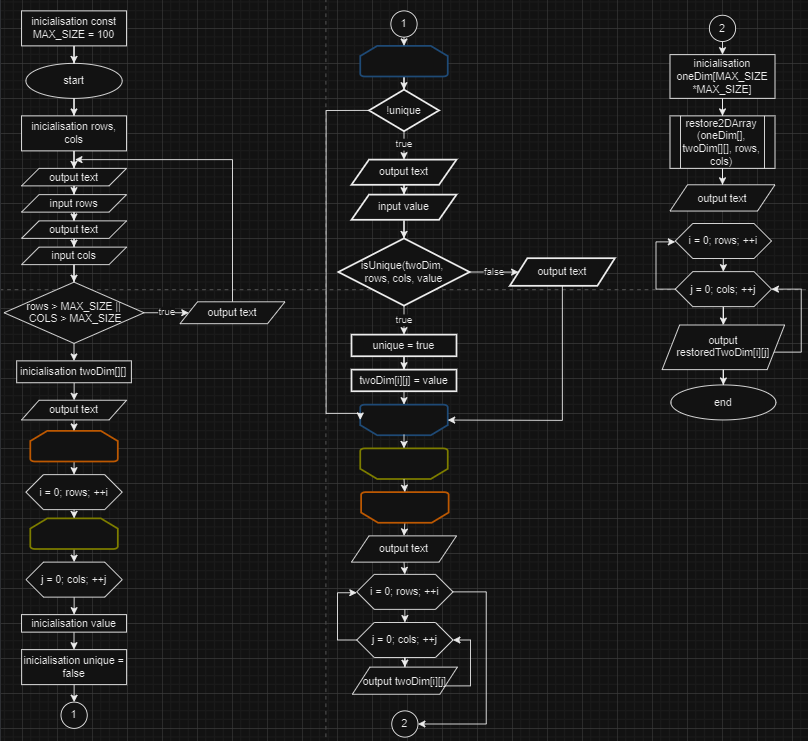 inicialisation const
MAX_SIZE = 100
start
inicialisation rows,
cols
output text
input rows
output text
input cols
rows > MAX_SIZE ||
COLS > MAX_SIZE
true
output text
inicialisation twoDim[][]
output text
i = 0; rows; ++i
j = 0; cols; ++j
inicialisation value
inicialisation unique =
false
1
1
!unique
true
output text
input value
isUnique(twoDim,
rows, cols, value
false
output text
true
unique = true
twoDim[i][j] = value
output text
i = 0; rows; ++i
j = 0; cols; ++j
output twoDim[i][j]
2
2
inicialisation
oneDim[MAX_SIZE
*MAX_SIZE]
restore2DArray
(oneDim[],
twoDim[][], rows,
cols)
output text
i = 0; rows; ++i
j = 0; cols; ++j
output
restoredTwoDim[i][j]
end